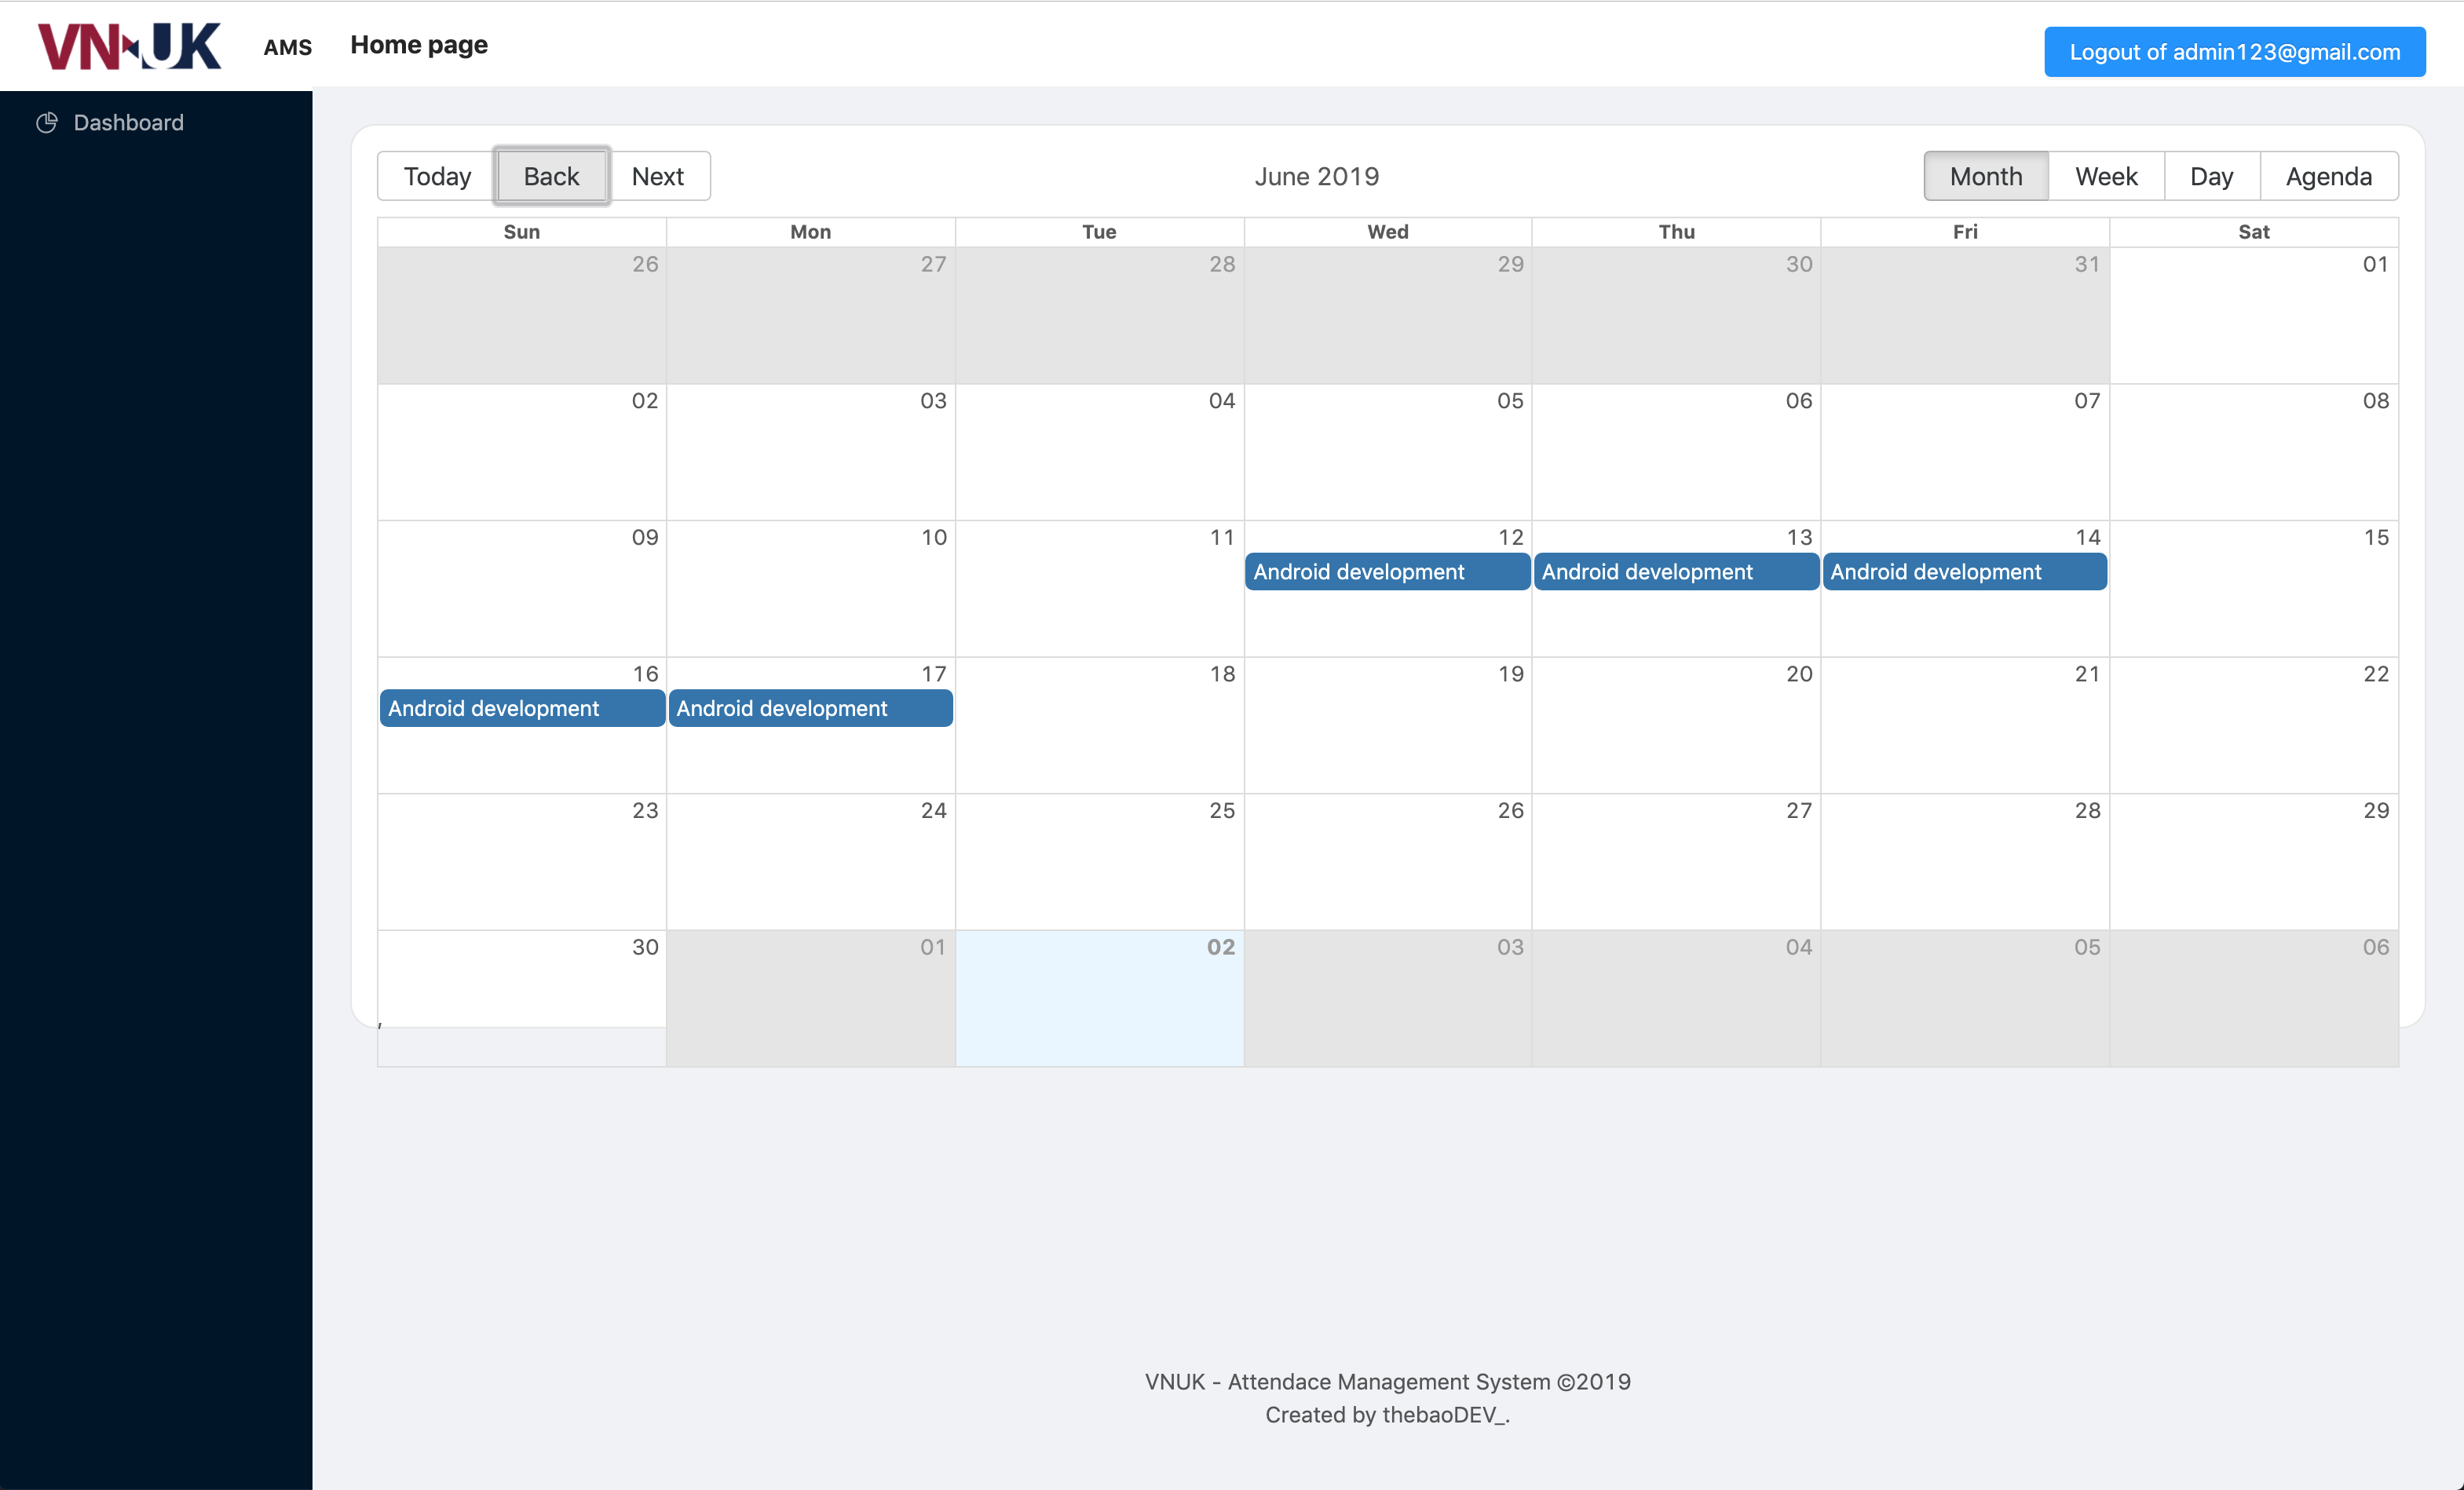 VNUK AMS Home page Logout of admin123@gmail.com
Dashboard
Today Back Next June 2019 Month Week Day Agenda
Sun Mon Tue Wed Thu Fri Sat
26 27 28 29 30 31 01
02 03 04 05 06 07 08
09 10 11 12 13 14 15
Android development Android development Android development
16 17 18 19 20 21 22
Android development Android development
23 24 25 26 27 28 29
30 01 02 03 04 05 06
,
VNUK - Attendace Management System ©2019
Created by thebaoDEV_.